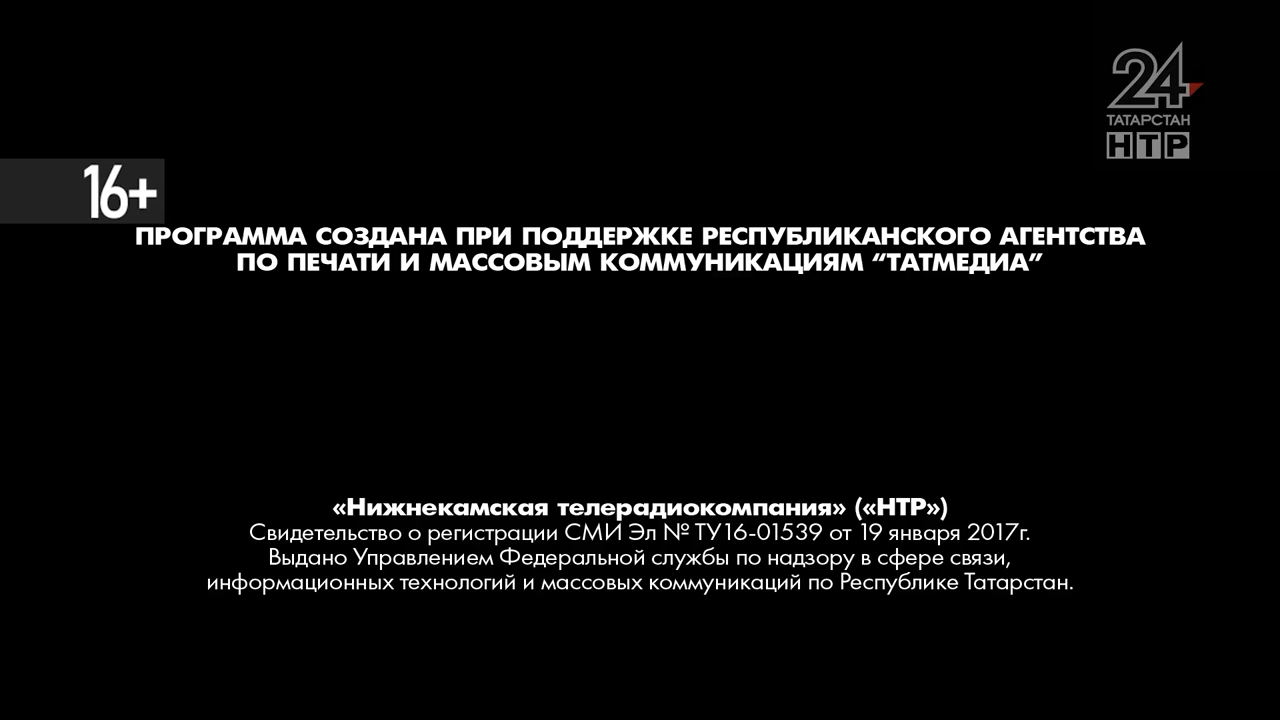 24
ТАТАРСТАН
НТР
16+
ПРОГРАММА СОЗДАНА ПРИ ПОДДЕРЖКЕ РЕСПУБЛИКАНСКОГО АГЕНТСТВА
ПО ПЕЧАТИ И МАССОВЫМ КОММУНИКАЦИЯМ “ТАТМЕДИА”
«Нижнекамская телерадиокомпания» («НТР»)
Свидетельство о регистрации СМИ Эл № ТУ16-01539 от 19 января 2017г.
Выдано Управлением Федеральной службы по надзору в сфере связи,
информационных технологий и массовых коммуникаций по Республике Татарстан.